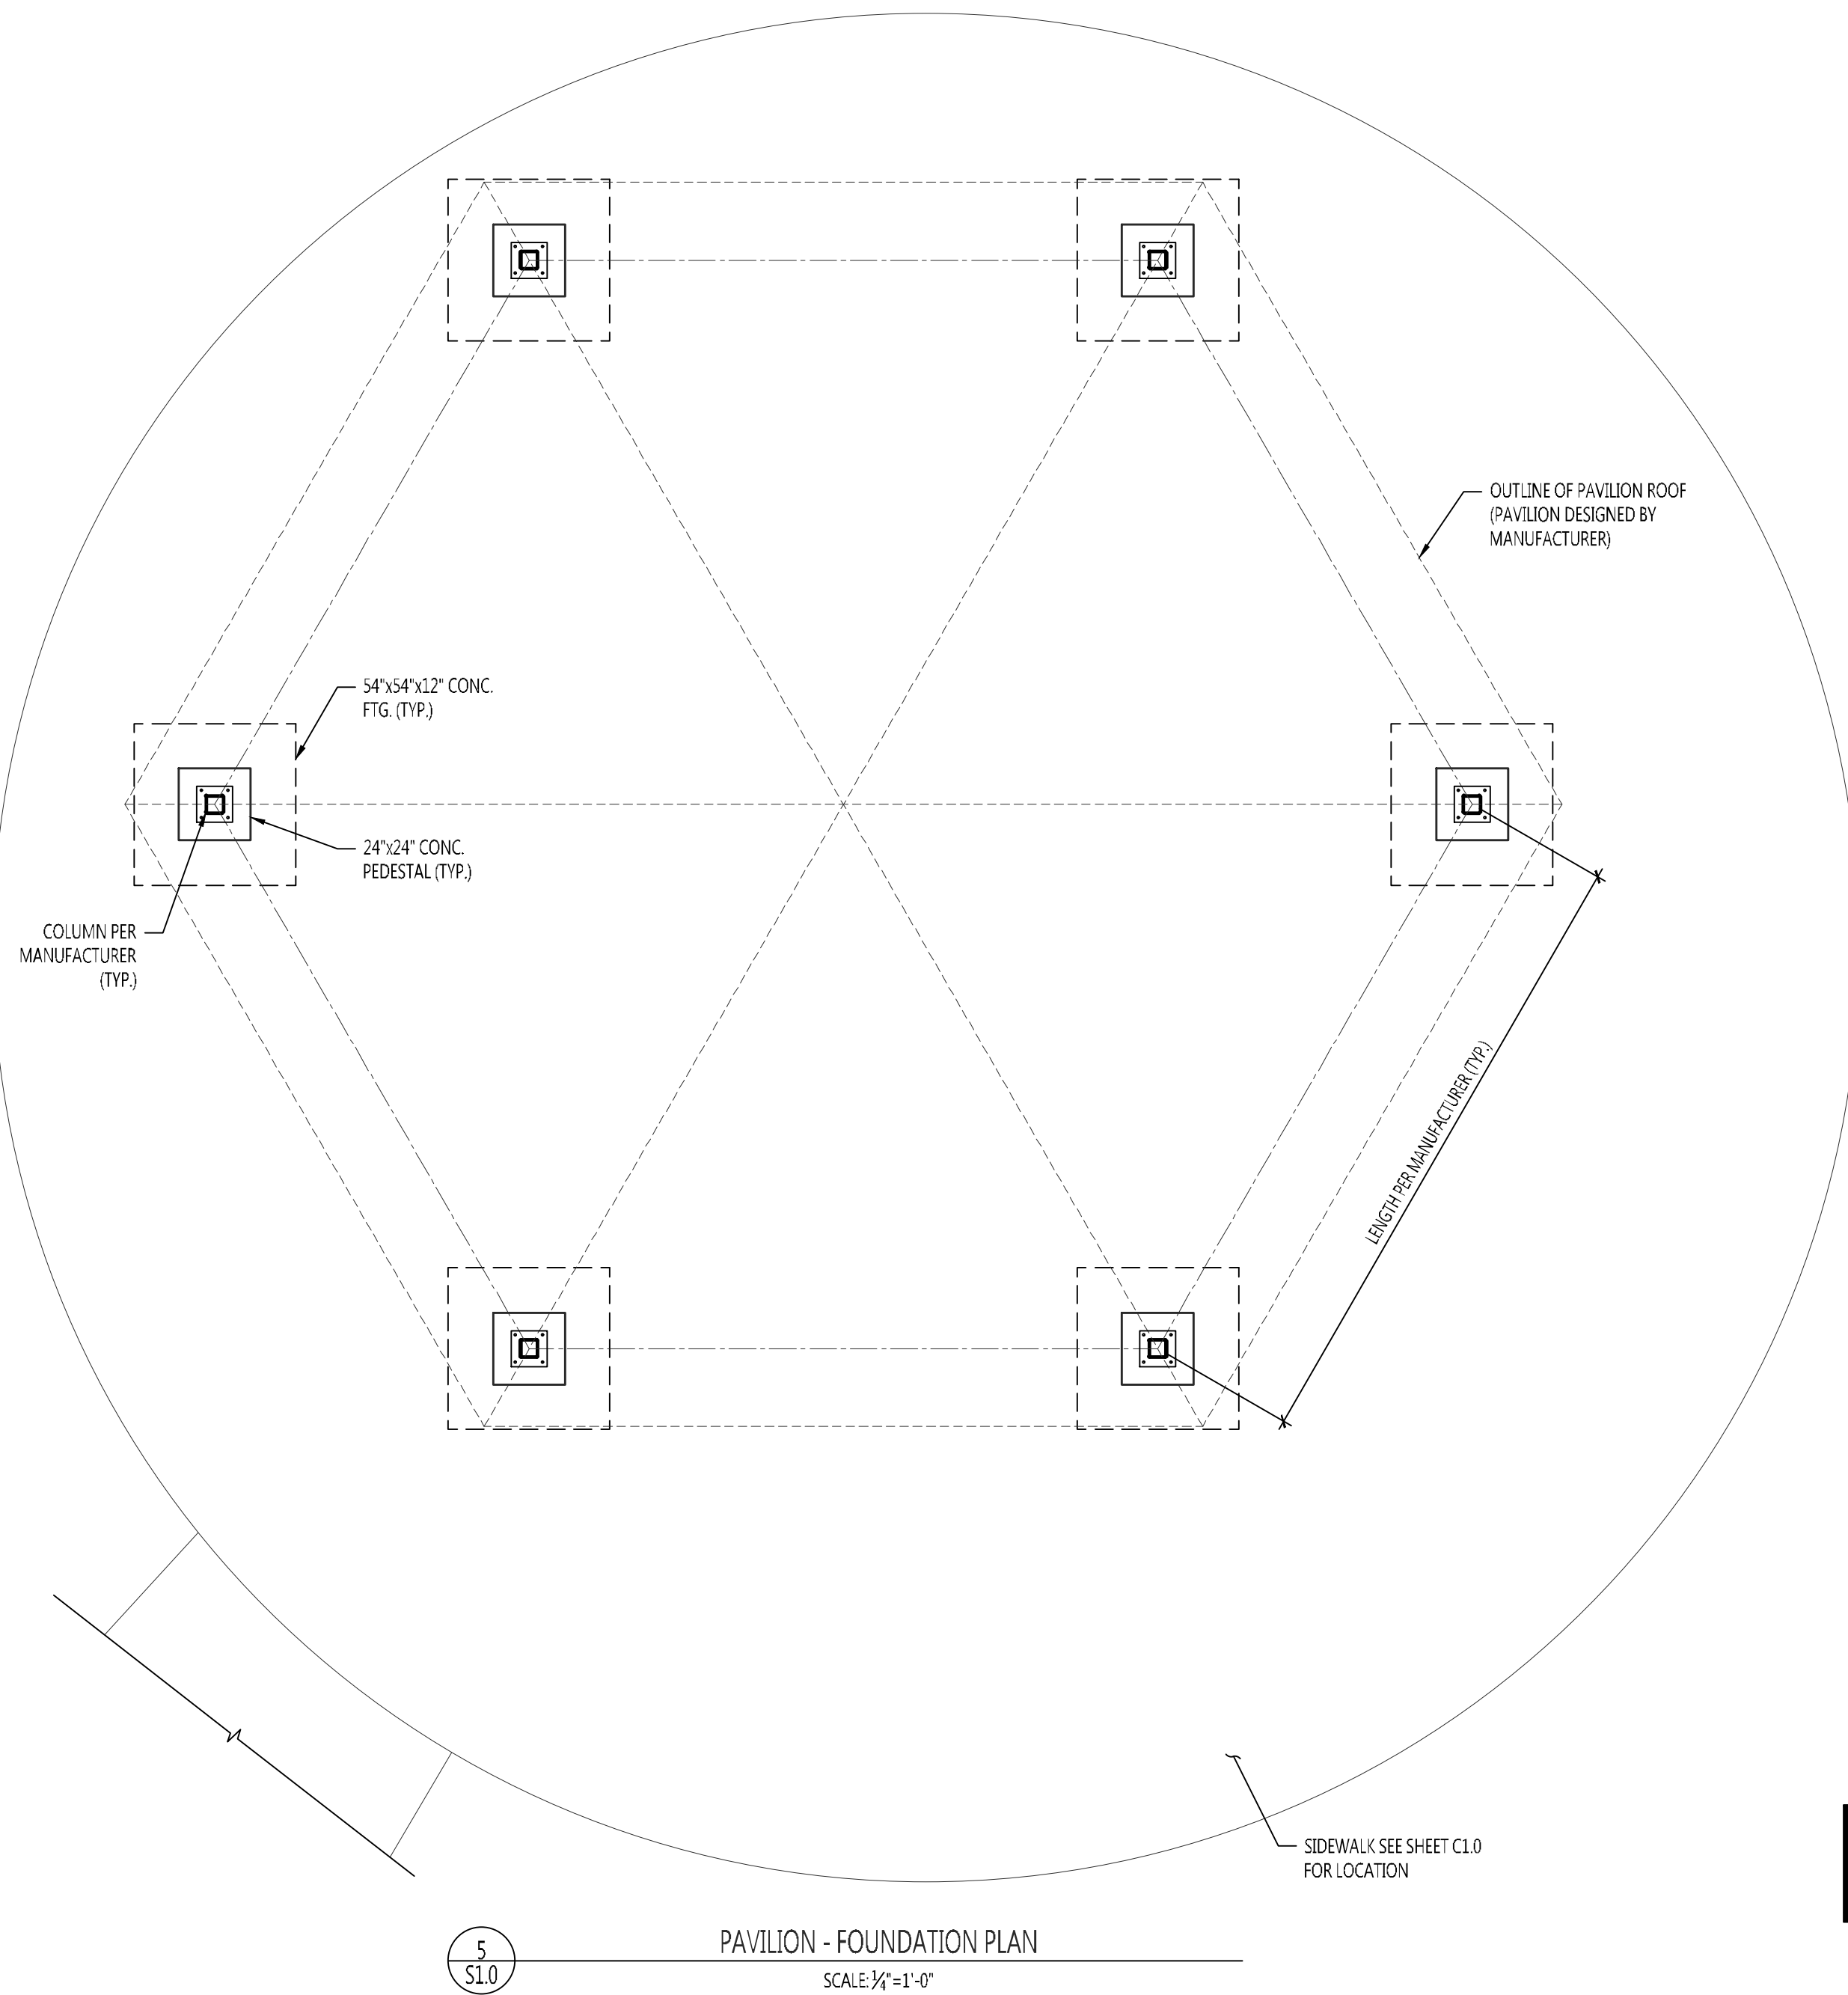 OUTLINE OF PAVILION ROOF
(PAVILION DESIGNED BY
MANUFACTURER)
54"x54"x12" CONC.
FTG. (TYP.)
24"x24" CONC.
PEDESTAL (TYP.)
COLUMN PER
MANUFACTURER
(TYP.)
LENGTH PER MANUFACTURER (TYP.)
SIDEWALK SEE SHEET C1.0
FOR LOCATION
5
S1.0
PAVILION - FOUNDATION PLAN
SCALE: 1/4"=1'-0"